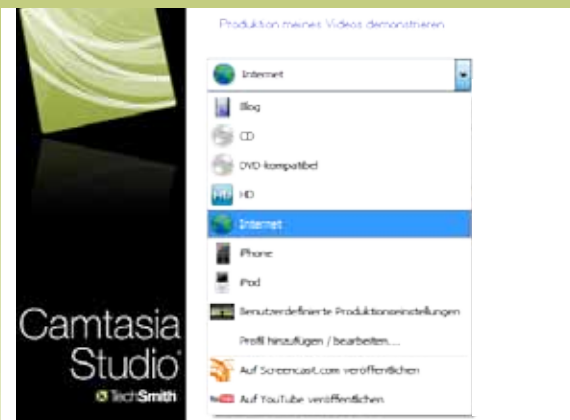 Produktion meines Videos demonstrieren
Internet
Blog
CD
DVD-kompatibel
HD
Internet
iPhone
iPod
Benutzerdefinierte Produktionseinstellungen
Profil hinzufügen / bearbeiten...
Auf Screencast.com veröffentlichen
Auf YouTube veröffentlichen
Camtasia
Studio
TechSmith